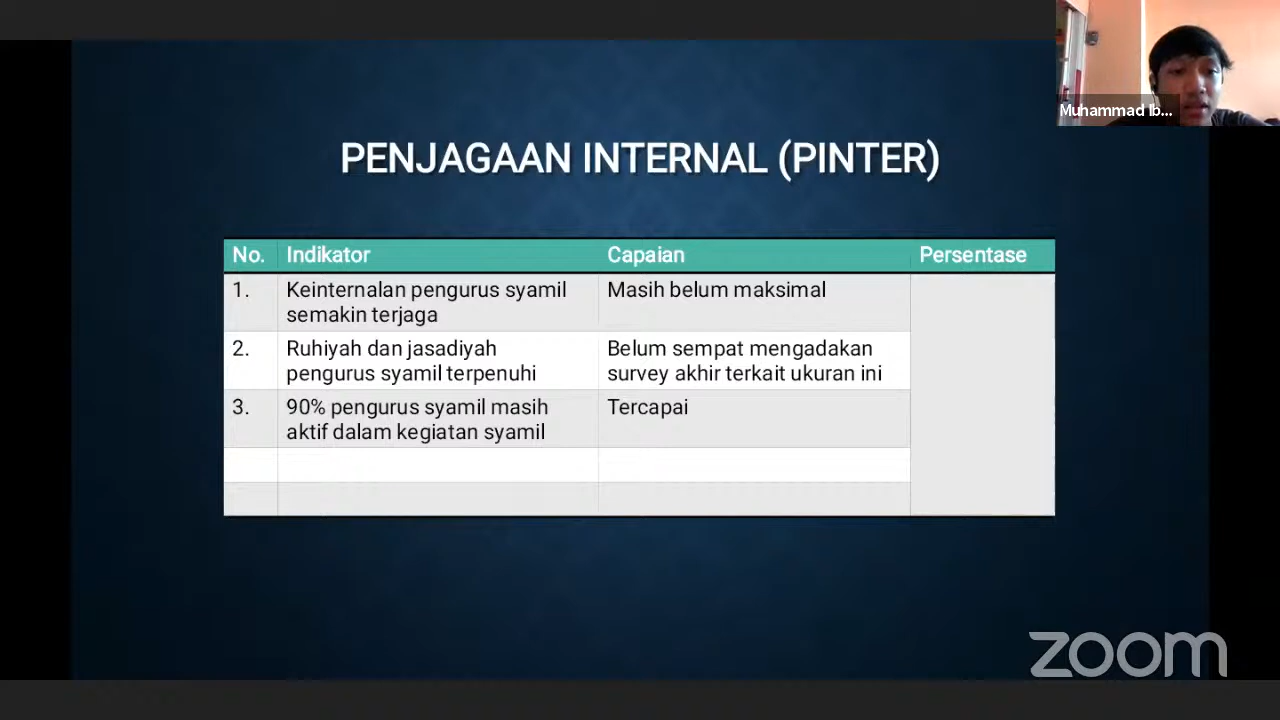 Muhammad Ib...
PENJAGAAN INTERNAL (PINTER)
No. Indikator Capaian Persentase
1. Keinternalan pengurus syamil Masih belum maksimal
semakin terjaga
2. Ruhiyah dan jasadiyah Belum sempat mengadakan
pengurus syamil terpenuhi survey akhir terkait ukuran ini
3. 90% pengurus syamil masih Tercapai
aktif dalam kegiatan syamil
zoom